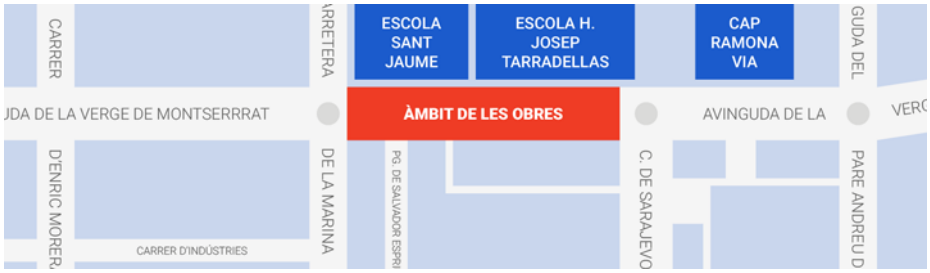 CARRER
ARRETERA
ESCOLA
SANT
JAUME
ESCOLA H.
JOSEP
TARRADELLAS
CAP
RAMONA
VIA
GUDA DEL
UDA DE LA VERGE DE MONTSERRRAT
ÀMBIT DE LES OBRES
AVINGUDA DE LA
VERG
D'ENRIC MORERA
DE LA MARINA
PG. DE SALVADOR ESPRI
C. DE SARAJEVO
PARE ANDREU D
CARRER D'INDÚSTRIES